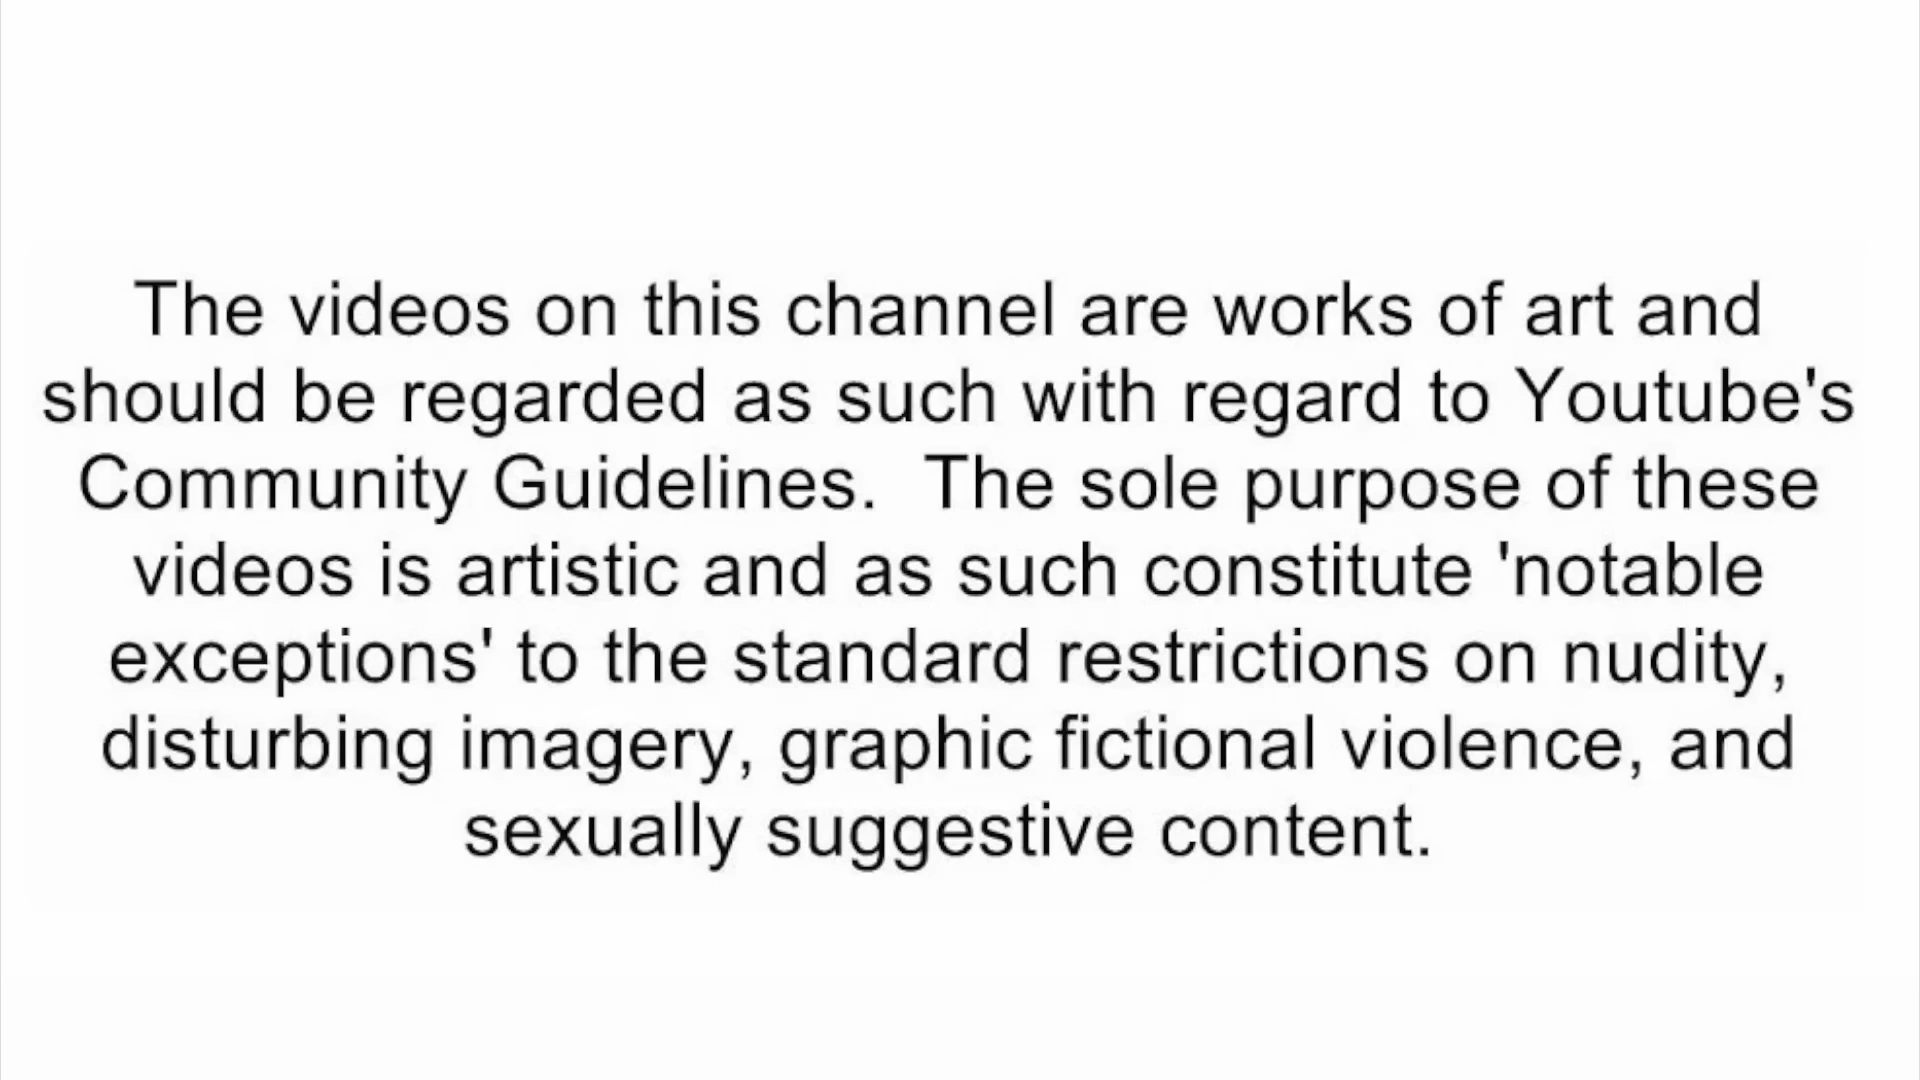 The videos on this channel are works of art and
should be regarded as such with regard to Youtube's
Community Guidelines.  The sole purpose of these
videos is artistic and as such constitute 'notable
exceptions' to the standard restrictions on nudity,
disturbing imagery, graphic fictional violence, and
sexually suggestive content.